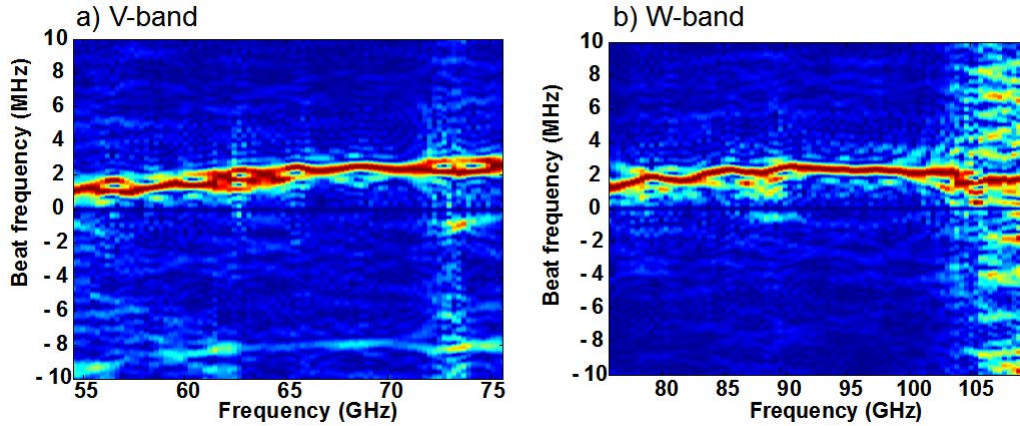 a) V-band
10
8
6
4
2
0
- 2
- 4
- 6
- 8
- 10
Beat frequency (MHz)
55 60 65 70 75
Frequency (GHz)
b) W-band
10
8
6
4
2
0
- 2
- 4
- 6
- 8
- 10
Beat frequency (MHz)
80 85 90 95 100 105
Frequency (GHz)